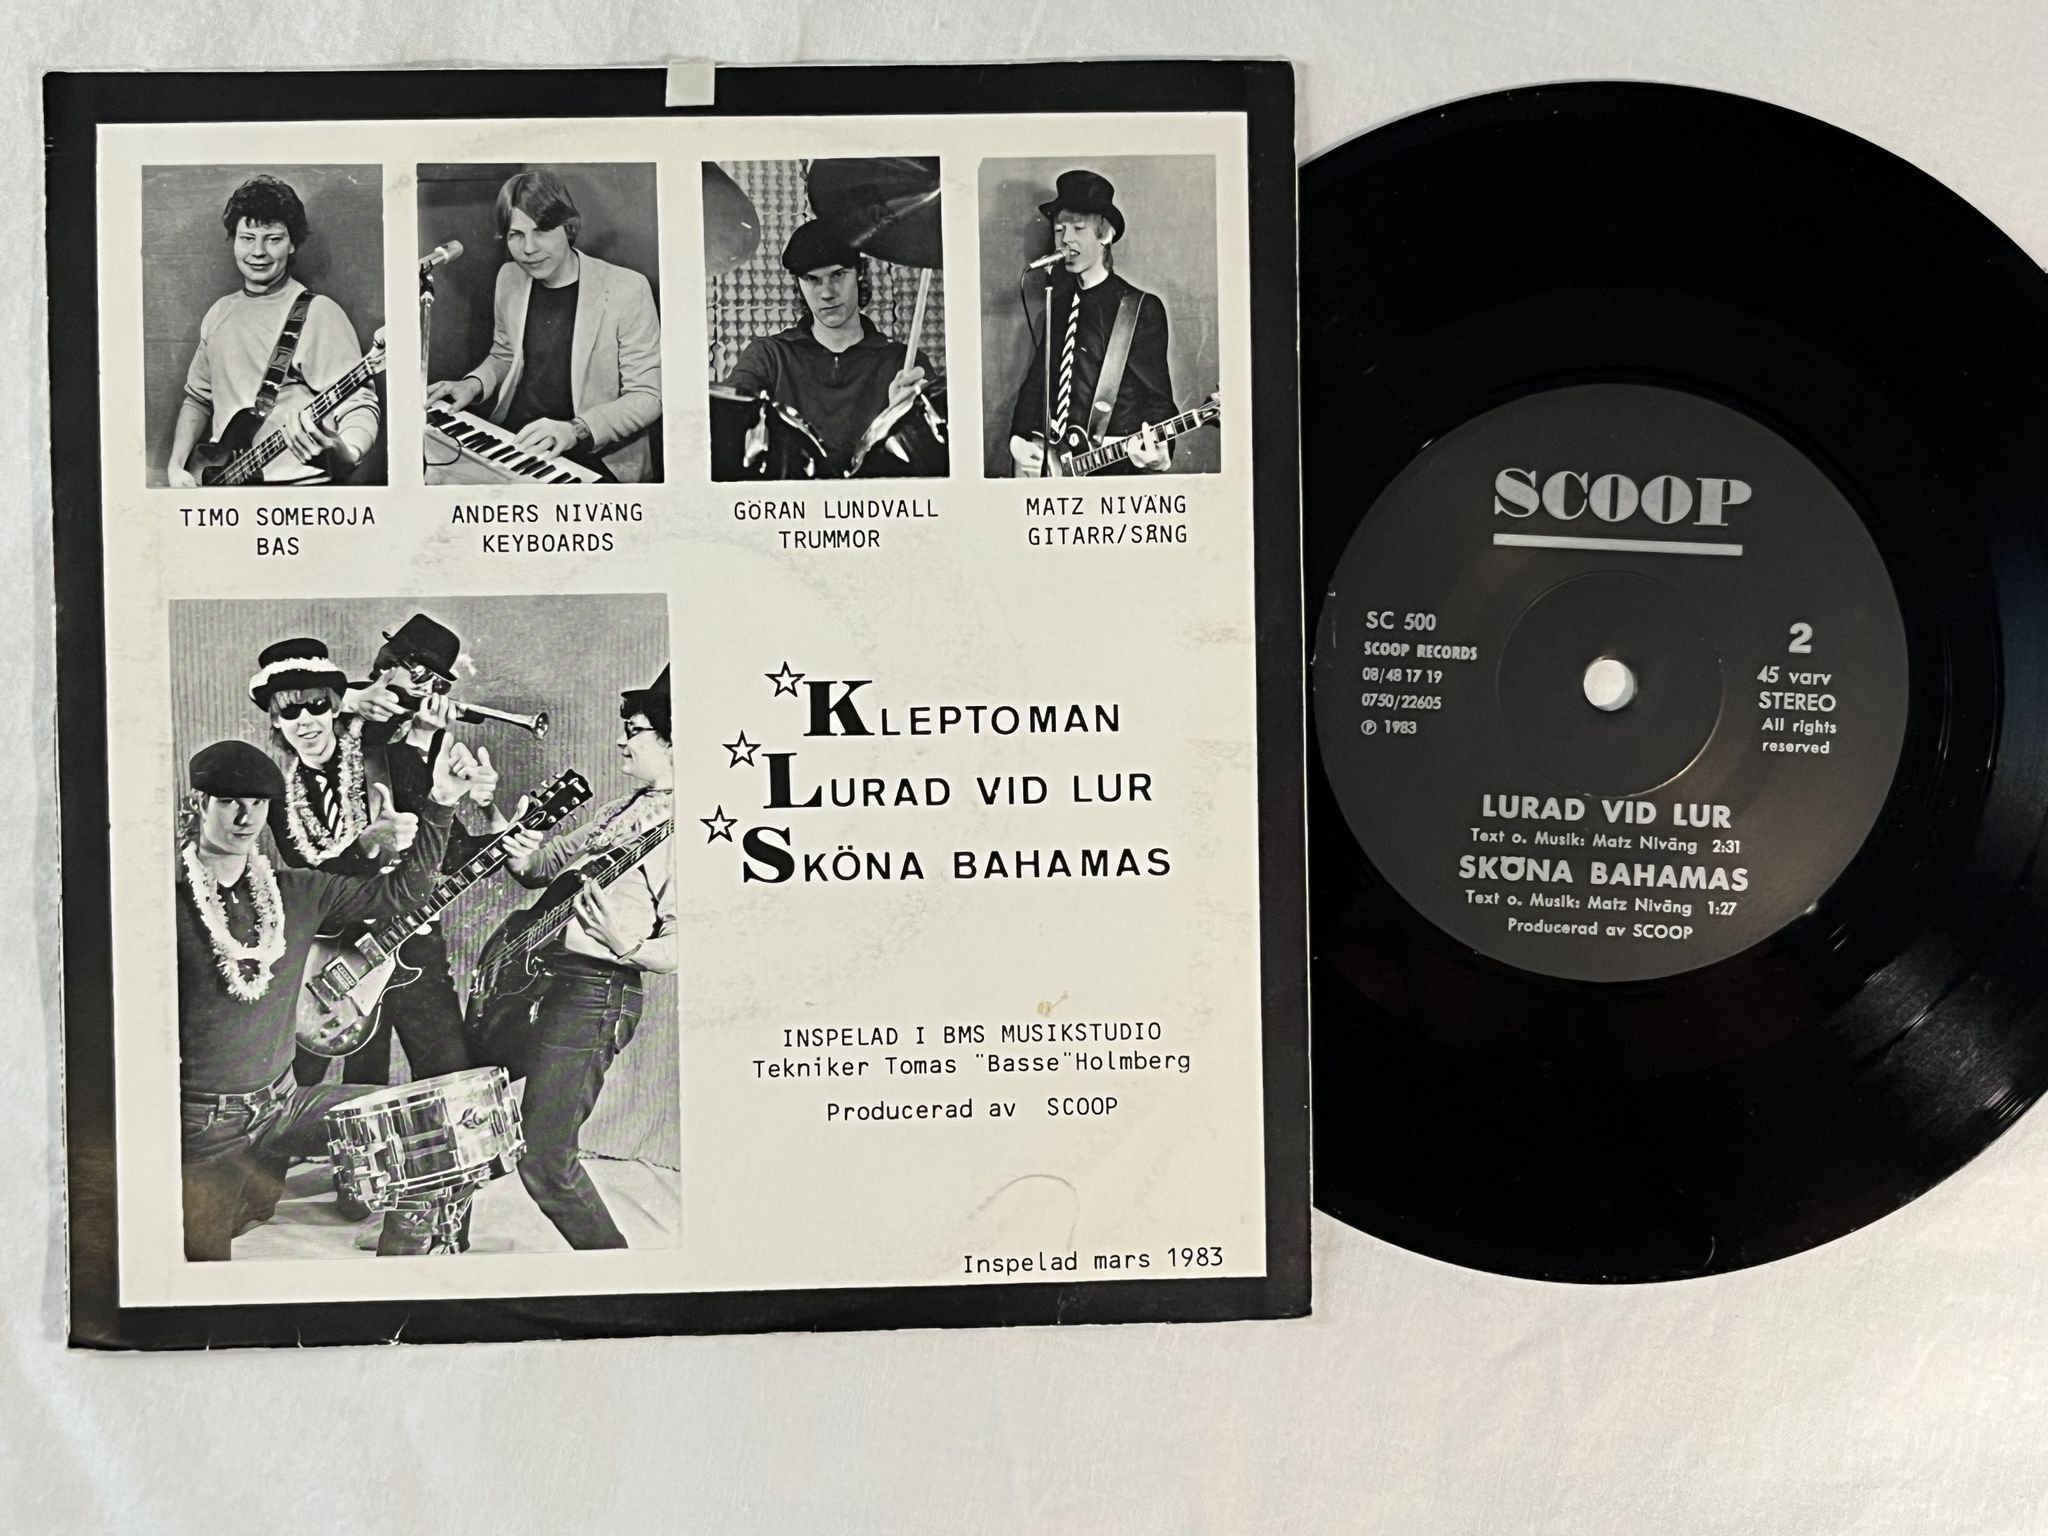 TIMO SOMEROJA
BAS
ANDERS NIVÄNG
KEYBOARDS
GÖRAN LUNDVALL
TRUMMOR
MATZ NIVÄNG
GITARR/SÅNG
KLEPTOMAN
LURAD VID LUR
SKÖNA BAHAMAS
INSPELAD I BMS MUSIKSTUDIO
Tekniker Tomas "Basse"Holmberg
Producerad av SCOOP
Inspelad mars 1983
SCOOP
SC 500
SCOOP RECORDS
08/48 17 19
0750/22605
℗ 1983
2
45 varv
STEREO
All rights
reserved
LURAD VID LUR
Text o. Musik: Matz Niväng 2:31
SKÖNA BAHAMAS
Text o. Musik: Matz Niväng 1:27
Producerad av SCOOP